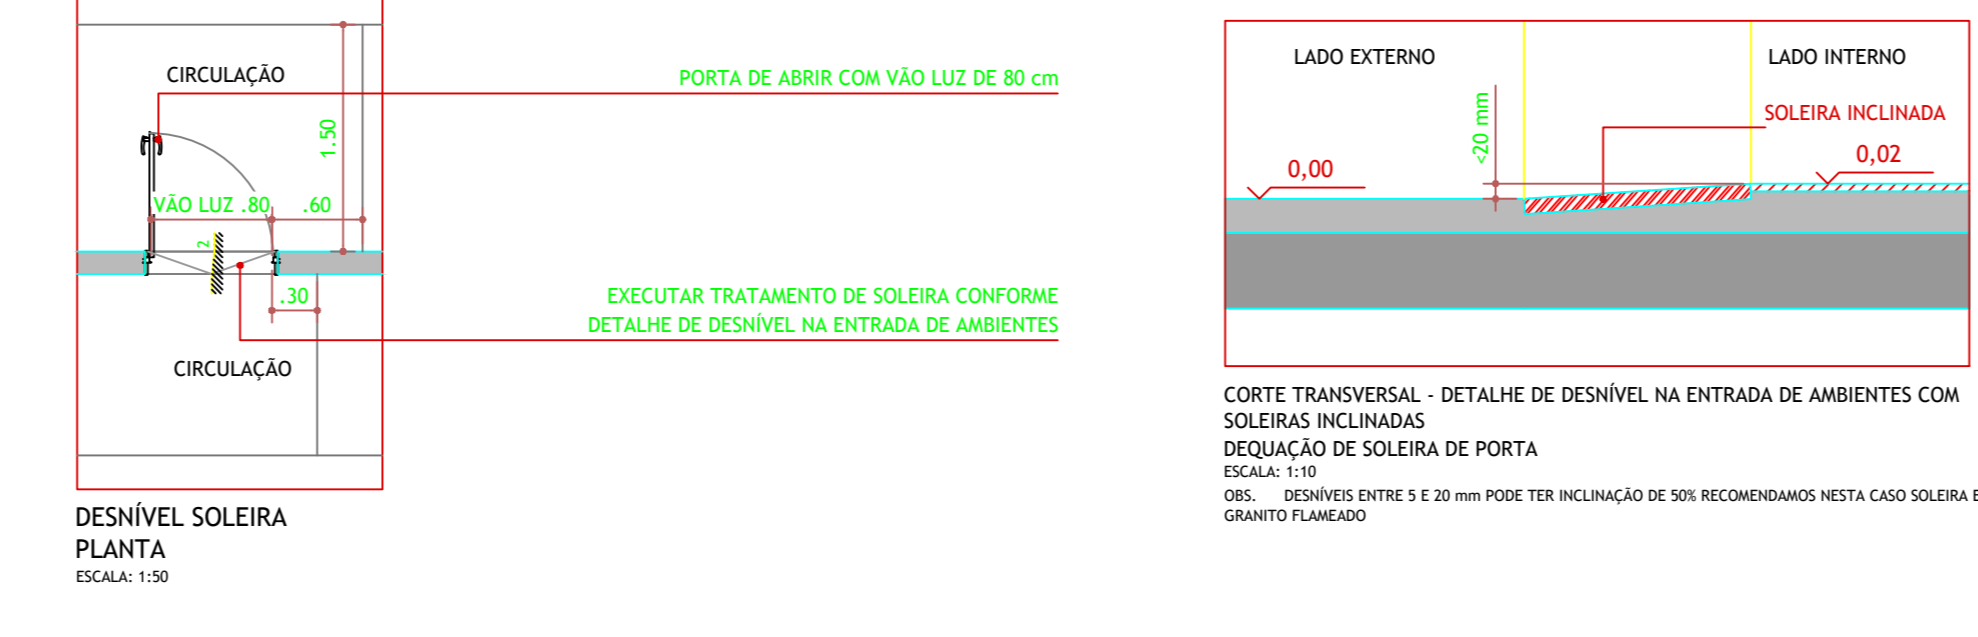 CIRCULAÇÃO
PORTA DE ABRIR COM VÃO LUZ DE 80 cm
1.50
VÃO LUZ .80
.60
2
.30
EXECUTAR TRATAMENTO DE SOLEIRA CONFORME
DETALHE DE DESNÍVEL NA ENTRADA DE AMBIENTES
CIRCULAÇÃO
DESNÍVEL SOLEIRA
PLANTA
ESCALA: 1:50
LADO EXTERNO
LADO INTERNO
<20 mm
SOLEIRA INCLINADA
0,00
0,02
CORTE TRANSVERSAL - DETALHE DE DESNÍVEL NA ENTRADA DE AMBIENTES COM
SOLEIRAS INCLINADAS
DEQUAÇÃO DE SOLEIRA DE PORTA
ESCALA: 1:10
OBS. DESNÍVEIS ENTRE 5 E 20 mm PODE TER INCLINAÇÃO DE 50% RECOMENDAMOS NESTA CASO SOLEIRA
GRANITO FLAMEADO